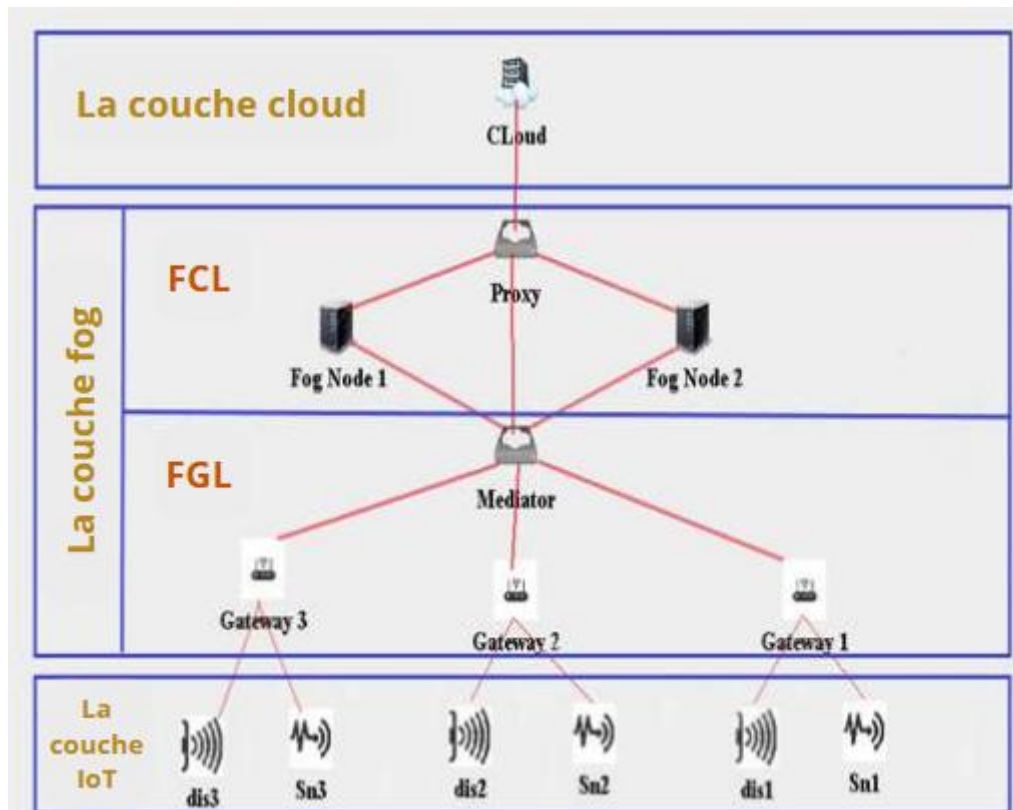 La couche cloud
CLoud
La couche fog
FCL
Proxy
Fog Node 1
Fog Node 2
FGL
Mediator
Gateway 3
Gateway 2
Gateway 1
La
couche
IoT
dis3
Sn3
dis2
Sn2
dis1
Sn1